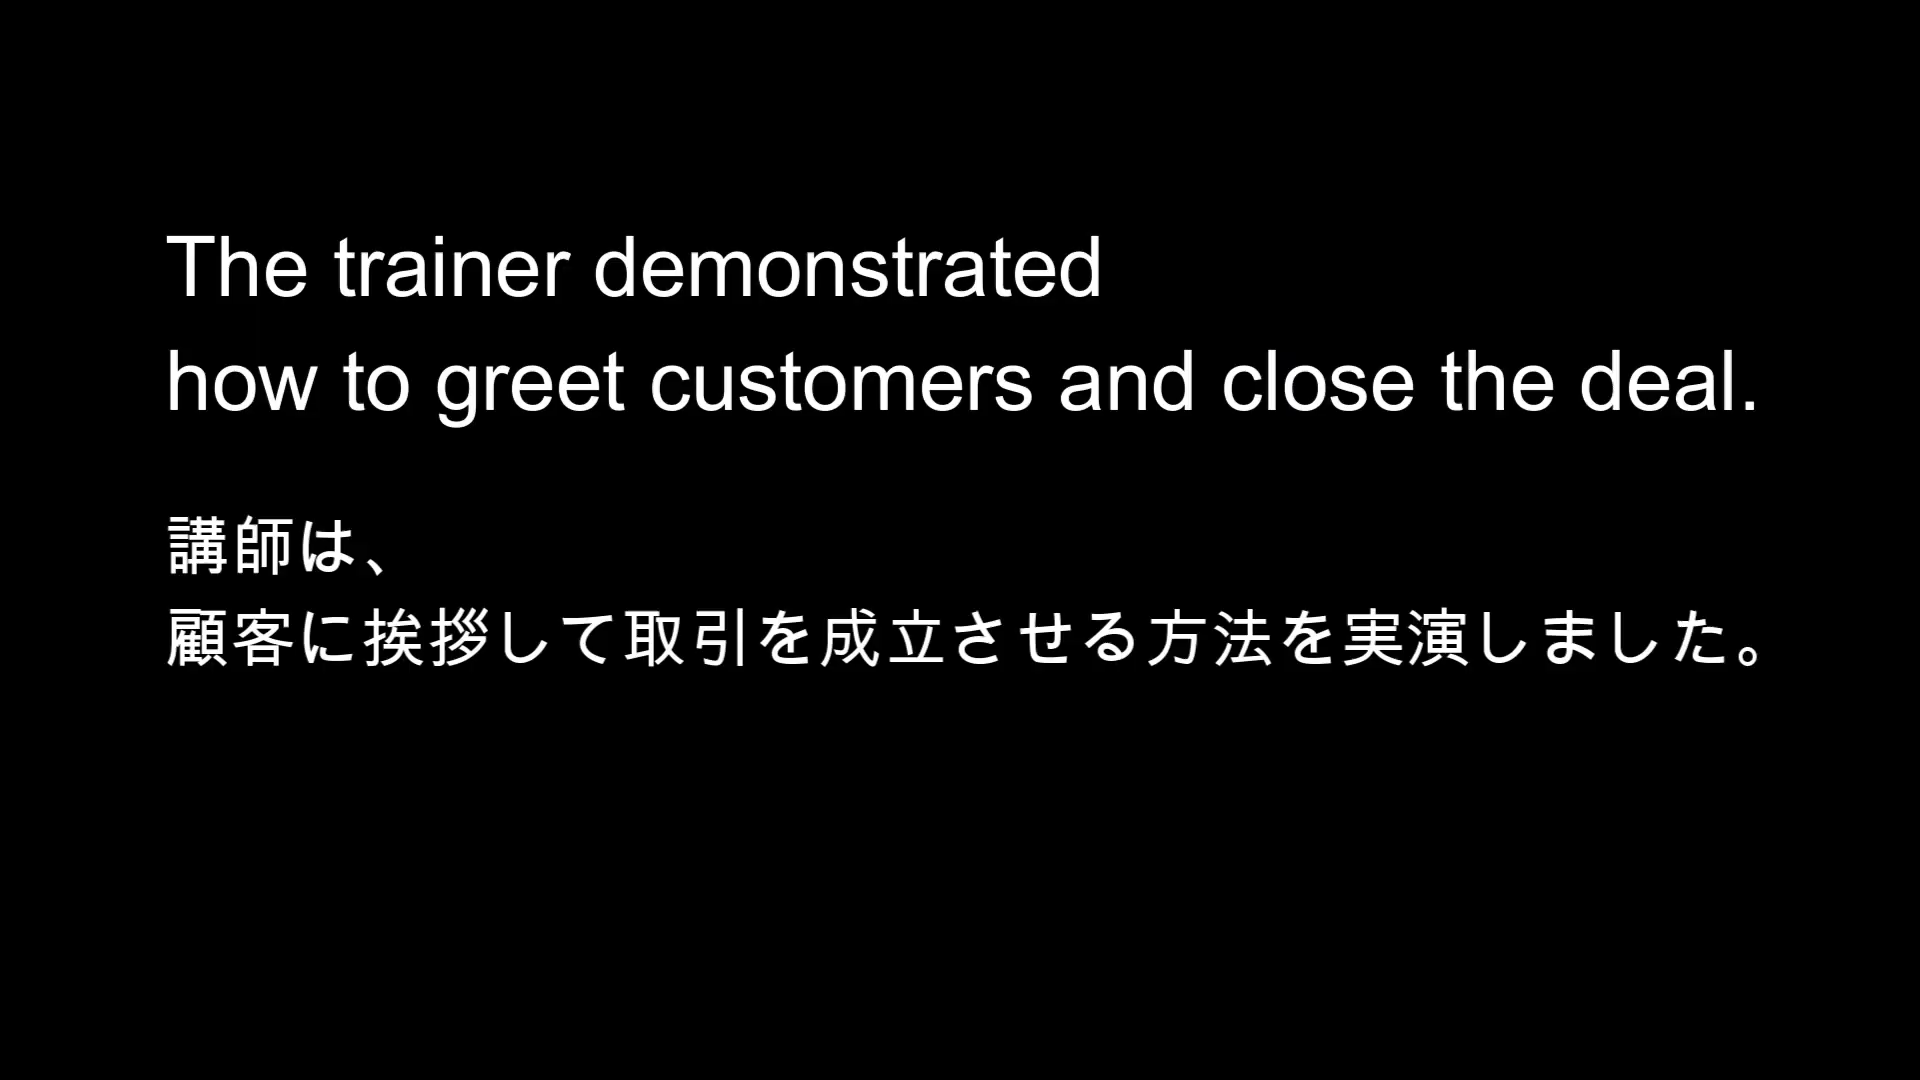 The trainer demonstrated
how to greet customers and close the deal.
講師は、
顧客に挨拶して取引を成立させる方法を実演しました。